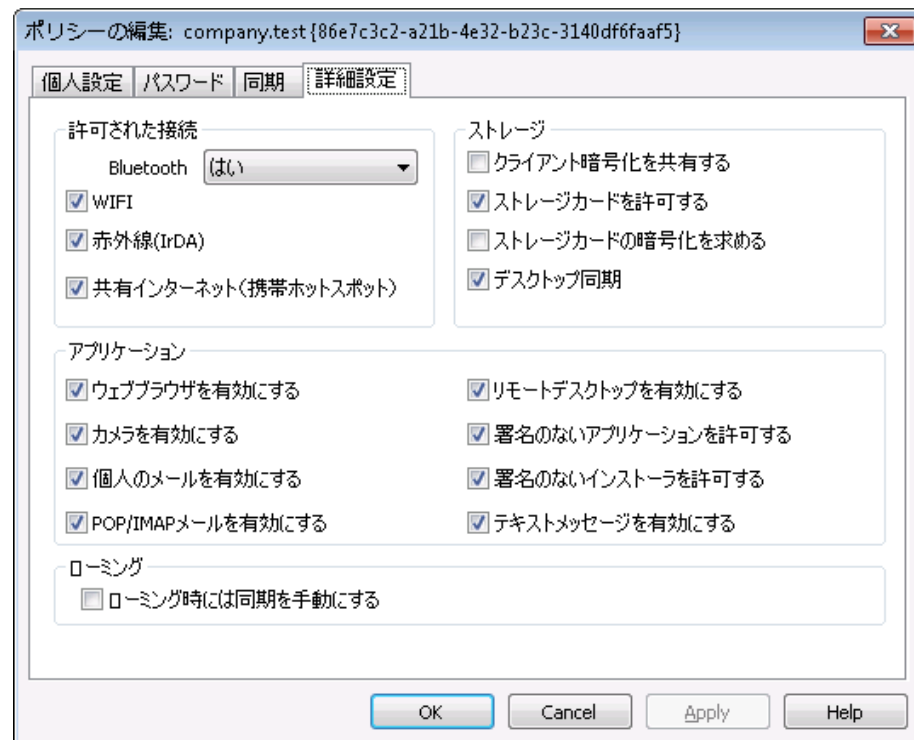 ポリシーの編集: company.test {86e7c3c2-a21b-4e32-b23c-3140df6faaf5}
個人設定 パスワード 同期 詳細設定
許可された接続
Bluetooth はい
WIFI
赤外線(IrDA)
共有インターネット(携帯ホットスポット)
ストレージ
クライアント暗号化を共有する
ストレージカードを許可する
ストレージカードの暗号化を求める
デスクトップ同期
アプリケーション
ウェブブラウザを有効にする
カメラを有効にする
個人のメールを有効にする
POP/IMAPメールを有効にする
リモートデスクトップを有効にする
署名のないアプリケーションを許可する
署名のないインストーラを許可する
テキストメッセージを有効にする
ローミング
ローミング時には同期を手動にする
OK Cancel Apply Help